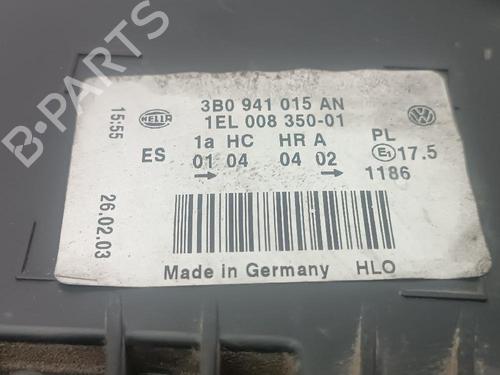 3B0 941 015 AN
1EL 008 350-01
HELLA
15:55
26.02.03
ES
1a HC HR A
01 04 04 02
PL
E1 17.5
1186
Made in Germany HLO
B-PARTS